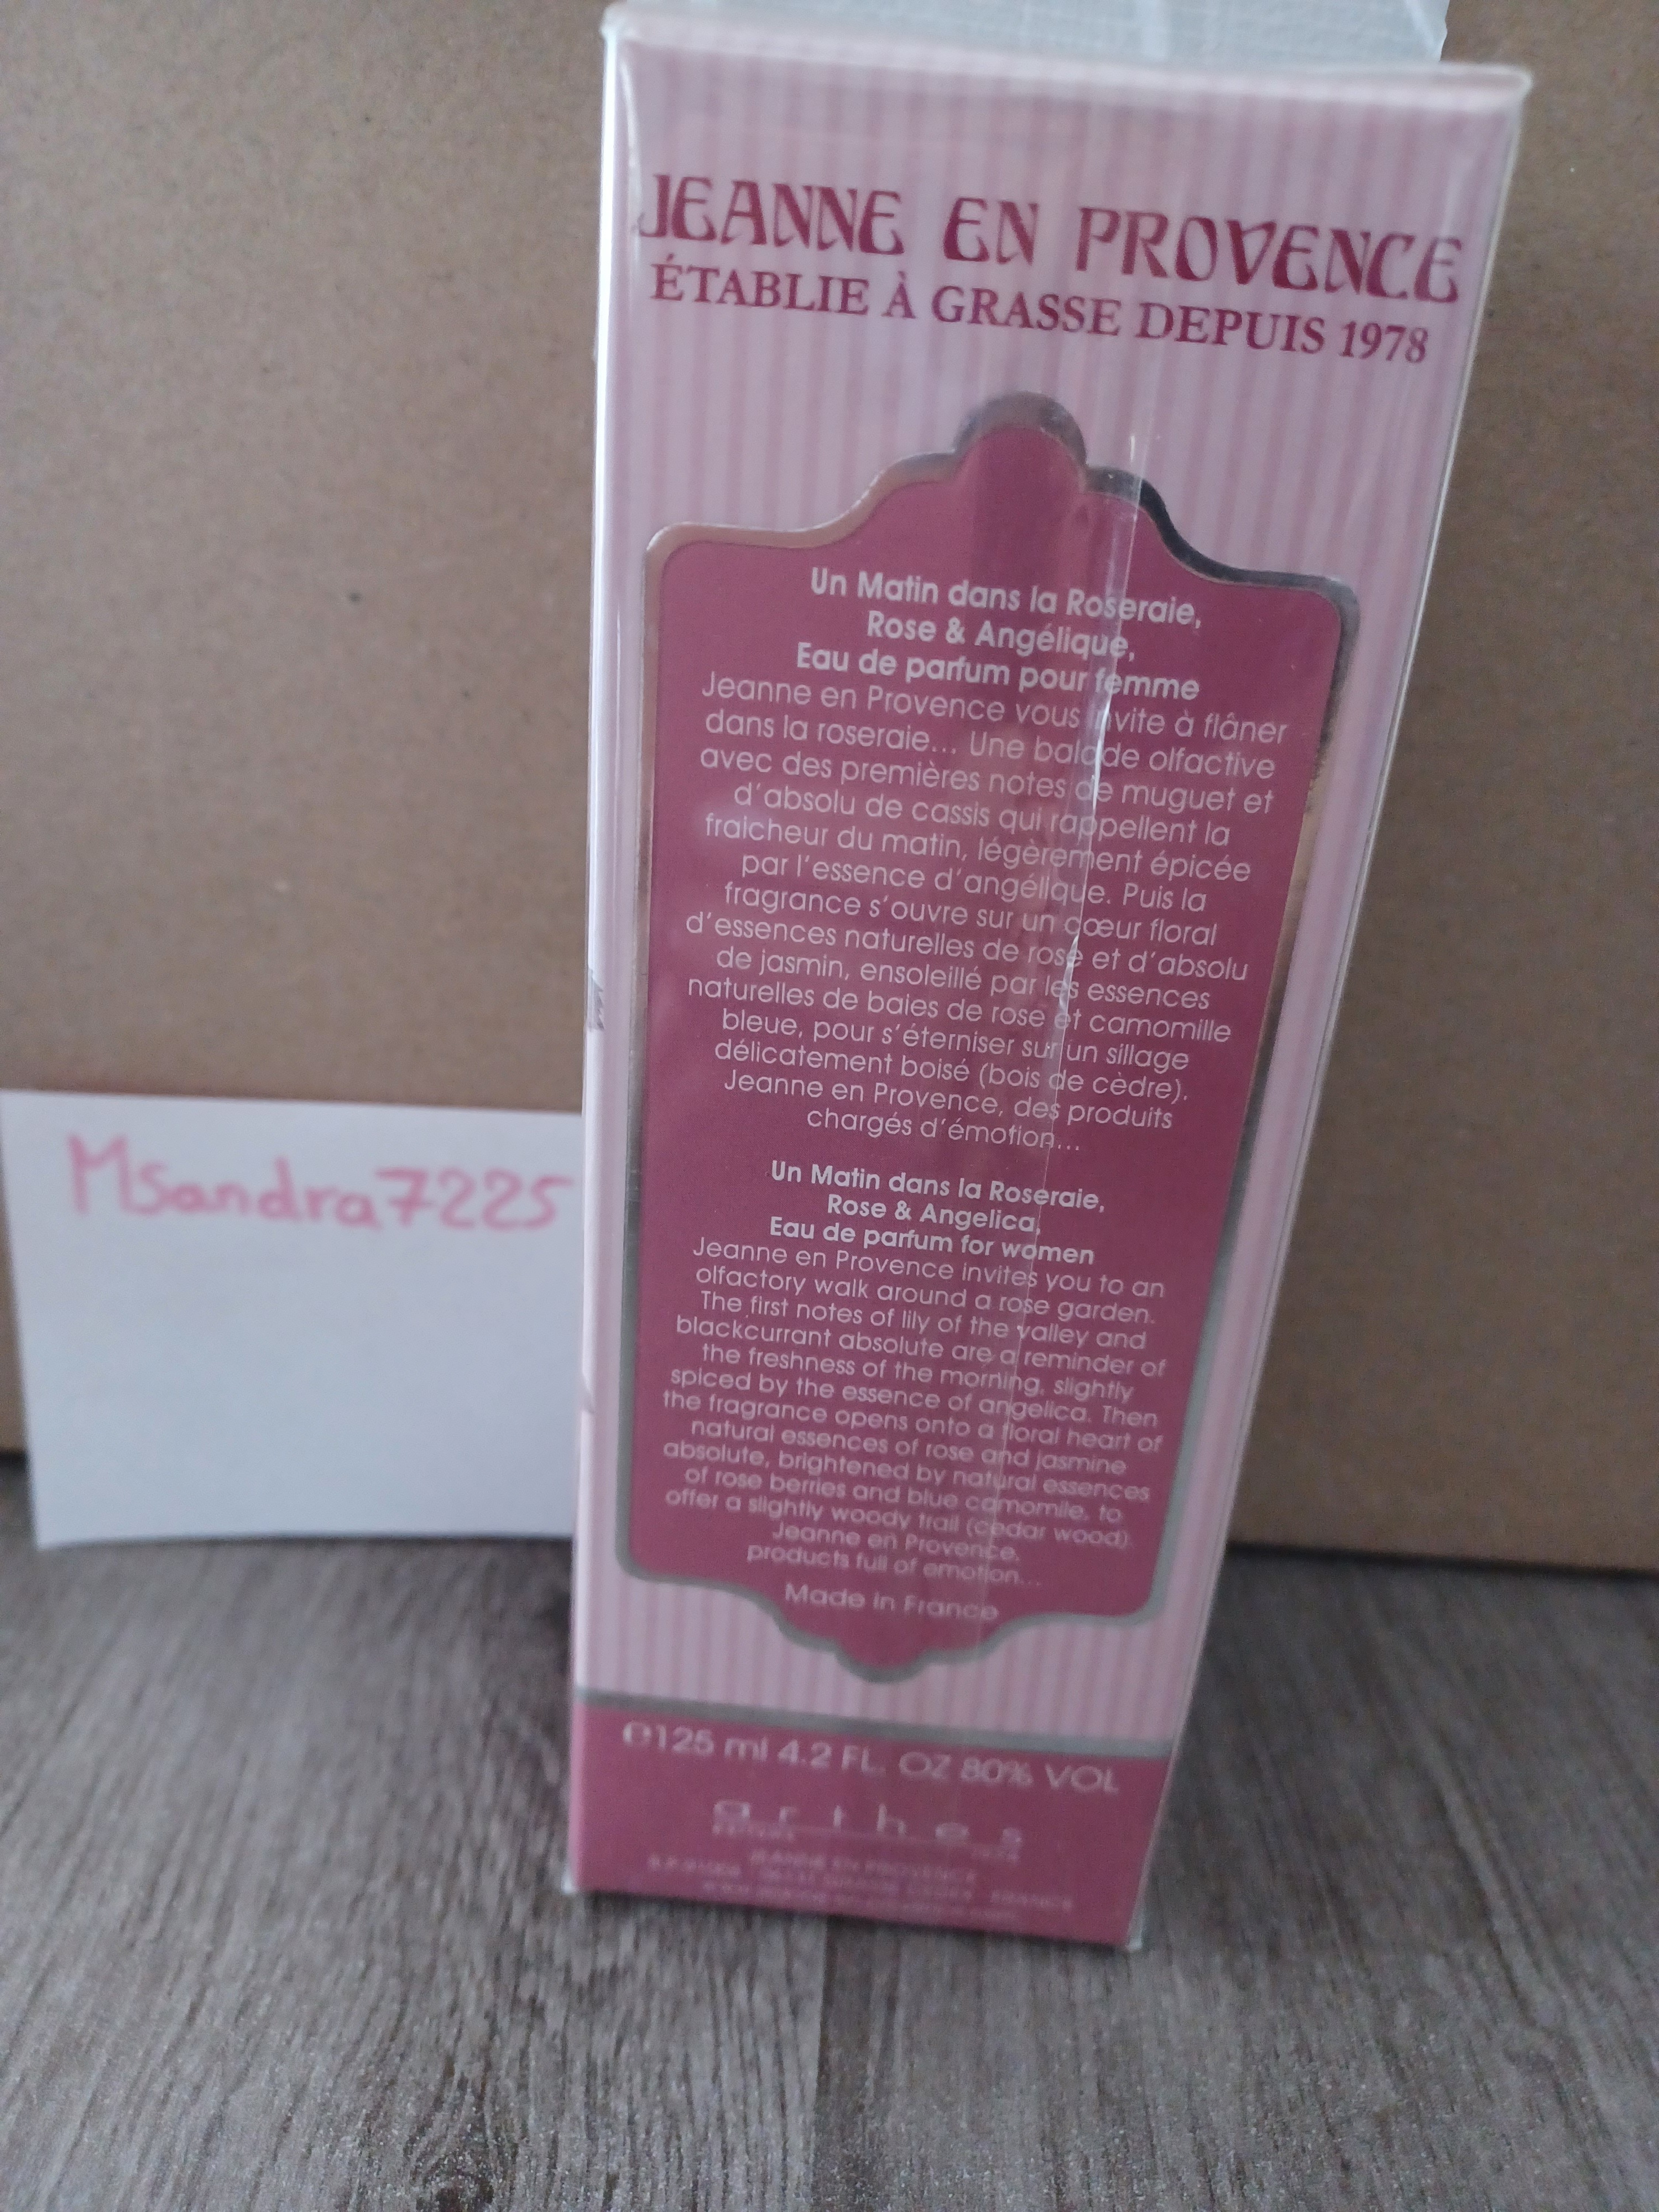 JEANNE EN PROVENCE
ÉTABLIE À GRASSE DEPUIS 1978
Un Matin dans la Roseraie,
Rose & Angélique,
Eau de parfum pour femme
Jeanne en Provence vous invite à flâner
dans la roseraie... Une balade olfactive
avec des premières notes de muguet et
d'absolu de cassis qui rappellent la
fraicheur du matin, légèrement épicée
par l'essence d'angélique. Puis la
fragrance s'ouvre sur un cœur floral
d'essences naturelles de rose et d'absolu
de jasmin, ensoleillé par les essences
naturelles de baies de rose et camomille
bleue, pour s'éterniser sur un sillage
délicatement boisé (bois de cèdre).
Jeanne en Provence, des produits
chargés d'émotion...
MSandra7225
Un Matin dans la Roseraie,
Rose & Angelica,
Eau de parfum for women
Jeanne en Provence invites you to an
olfactory walk around a rose garden.
The first notes of lily of the valley and
blackcurrant absolute are a reminder of
the freshness of the morning, slightly
spiced by the essence of angelica. Then
the fragrance opens onto a floral heart of
natural essences of rose and jasmine
absolute, brightened by natural essences
of rose berries and blue camomile, to
offer a slightly woody trail (cedar wood).
Jeanne en Provence,
products full of emotion...
Made in France
℮125 ml 4.2 FL. OZ 80% VOL
arthes
JEANNE EN PROVENCE